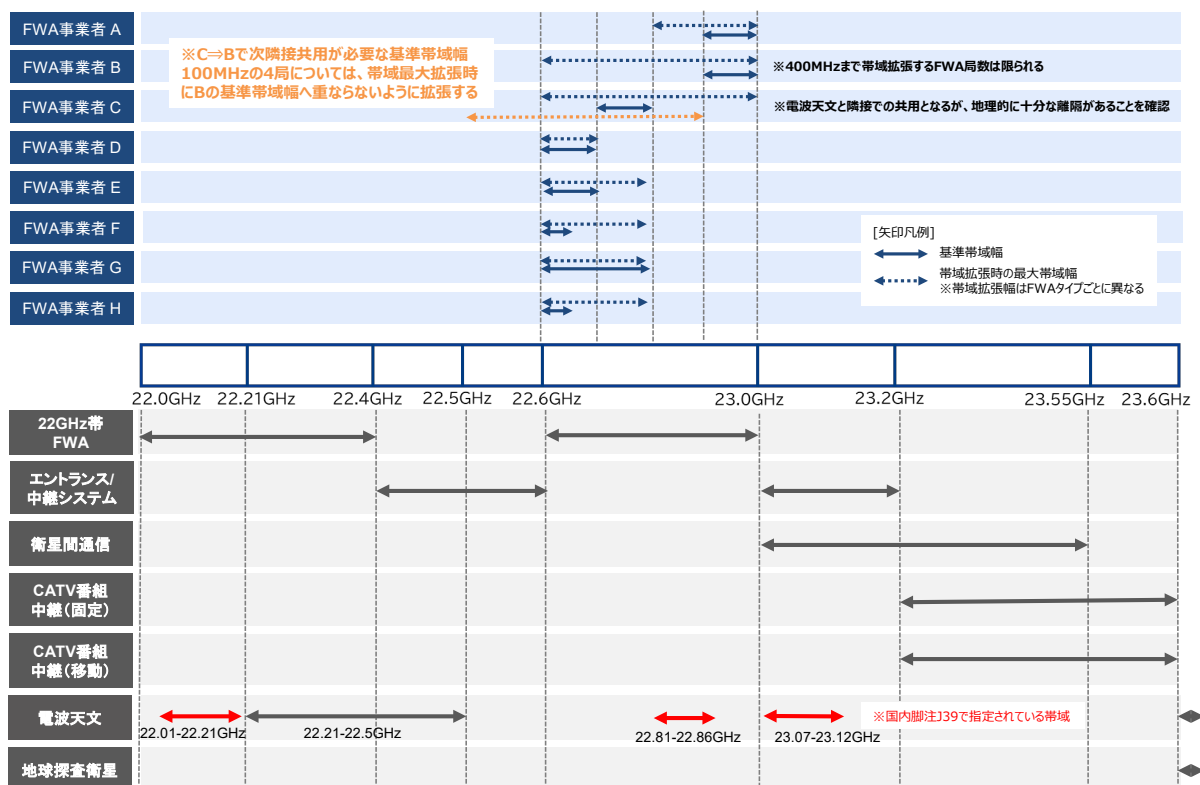 FWA事業者 A
FWA事業者 B
FWA事業者 C
FWA事業者 D
FWA事業者 E
FWA事業者 F
FWA事業者 G
FWA事業者 H
※C⇒Bで次隣接共用が必要な基準帯域幅
100MHzの4局については、帯域最大拡張時
にBの基準帯域幅へ重ならないように拡張する
※400MHzまで帯域拡張するFWA局数は限られる
※電波天文と隣接での共用となるが、地理的に十分な離隔があることを確認
[矢印凡例]
基準帯域幅
帯域拡張時の最大帯域幅
※帯域拡張幅はFWAタイプごとに異なる
22.0GHz 22.21GHz 22.4GHz 22.5GHz 22.6GHz 23.0GHz 23.2GHz 23.55GHz 23.6GHz
22GHz帯
FWA
エントランス/
中継システム
衛星間通信
CATV番組
中継(固定)
CATV番組
中継(移動)
電波天文
※国内脚注J39で指定されている帯域
22.01-22.21GHz 22.21-22.5GHz 22.81-22.86GHz 23.07-23.12GHz
地球探査衛星